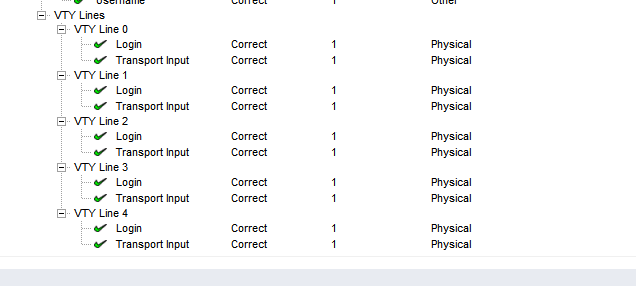 Username Correct 1 Other
VTY Lines
VTY Line 0
Login Correct 1 Physical
Transport Input Correct 1 Physical
VTY Line 1
Login Correct 1 Physical
Transport Input Correct 1 Physical
VTY Line 2
Login Correct 1 Physical
Transport Input Correct 1 Physical
VTY Line 3
Login Correct 1 Physical
Transport Input Correct 1 Physical
VTY Line 4
Login Correct 1 Physical
Transport Input Correct 1 Physical